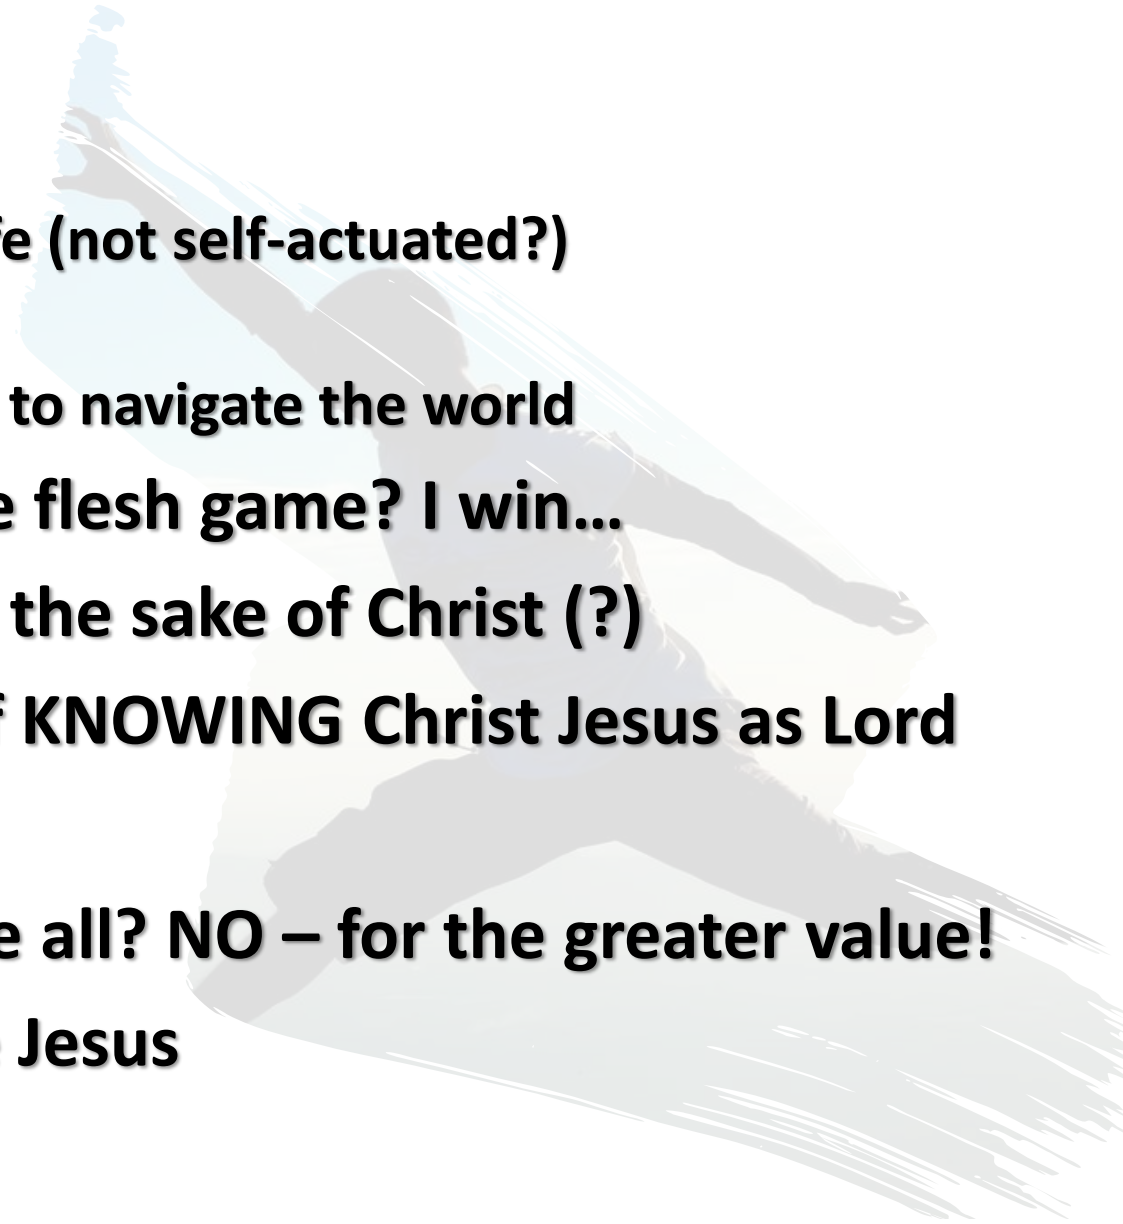 (not self-actuated?)
to navigate the world
flesh game? I win...
the sake of Christ (?)
KNOWING Christ Jesus as Lord
all? NO – for the greater value!
Jesus